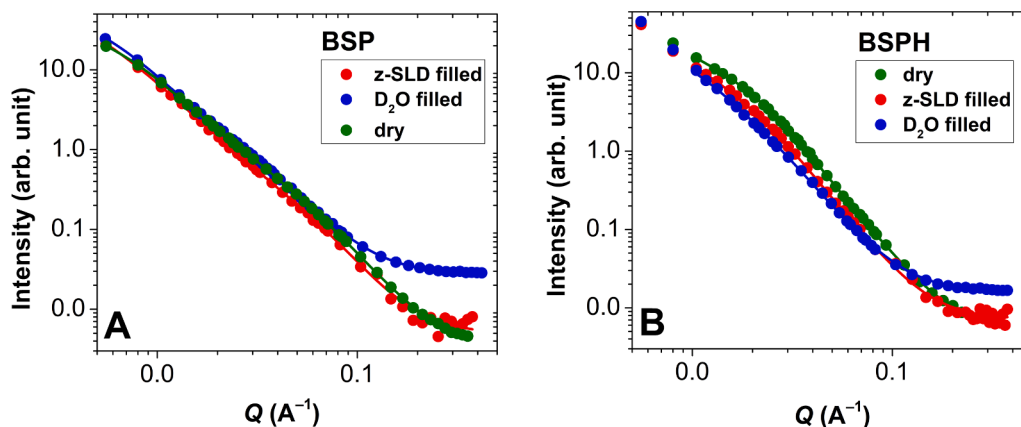 BSP
z-SLD filled
D₂O filled
dry
10.0
1.0
0.1
0.0
Intensity (arb. unit)
A
0.0
0.1
Q (A⁻¹)
BSPH
dry
z-SLD filled
D₂O filled
10.0
1.0
0.1
0.0
Intensity (arb. unit)
B
0.0
0.1
Q (A⁻¹)